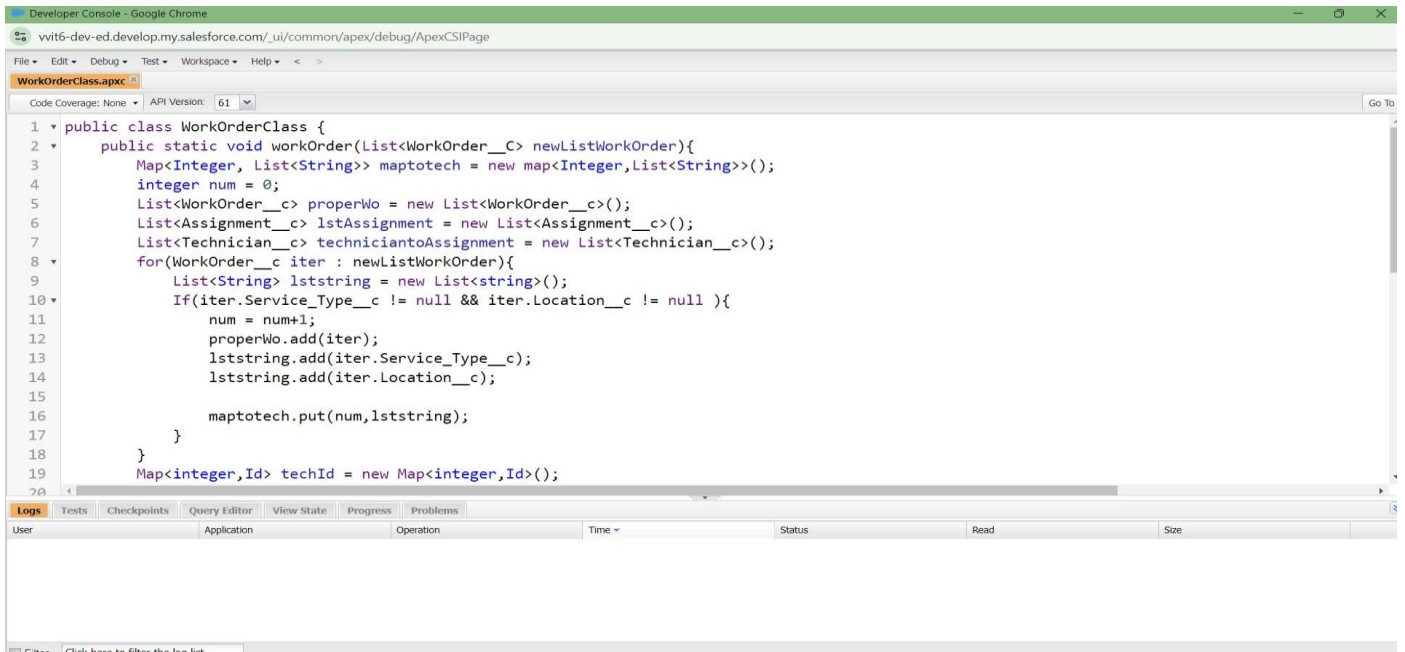 Developer Console - Google Chrome
vvit6-dev-ed.develop.my.salesforce.com/_ui/common/apex/debug/ApexCSIPage
File Edit Debug Test Workspace Help < >
WorkOrderClass.apxc
Code Coverage: None API Version: 61 Go To
1 public class WorkOrderClass {
2 public static void workOrder(List<WorkOrder__C> newListWorkOrder){
3 Map<Integer, List<String>> maptotech = new map<Integer,List<String>>();
4 integer num = 0;
5 List<WorkOrder__c> properWo = new List<WorkOrder__c>();
6 List<Assignment__c> lstAssignment = new List<Assignment__c>();
7 List<Technician__c> techniciantoAssignment = new List<Technician__c>();
8 for(WorkOrder__c iter : newListWorkOrder){
9 List<String> lststring = new List<string>();
10 If(iter.Service_Type__c != null && iter.Location__c != null ){
11 num = num+1;
12 properWo.add(iter);
13 lststring.add(iter.Service_Type__c);
14 lststring.add(iter.Location__c);
15
16 maptotech.put(num,lststring);
17 }
18 }
19 Map<integer,Id> techId = new Map<integer,Id>();
20
Logs Tests Checkpoints Query Editor View State Progress Problems
User Application Operation Time Status Read Size
Filter Click here to filter the log list